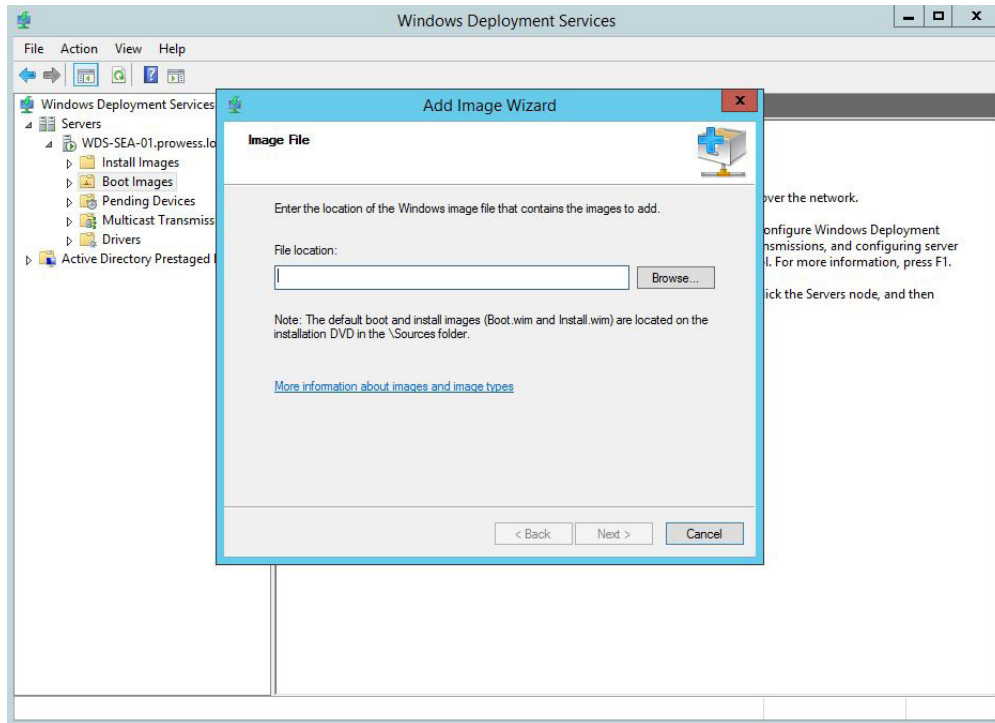 Windows Deployment Services
File Action View Help
Windows Deployment Services
Servers
WDS-SEA-01.prowess.lo
Install Images
Boot Images
Pending Devices
Multicast Transmiss
Drivers
Active Directory Prestaged
Add Image Wizard
Image File
Enter the location of the Windows image file that contains the images to add.
File location:
Browse...
Note: The default boot and install images (Boot.wim and Install.wim) are located on the
installation DVD in the \Sources folder.
More information about images and image types
< Back Next > Cancel
over the network.
onfigure Windows Deployment
nsmissions, and configuring server
l. For more information, press F1.
ick the Servers node, and then